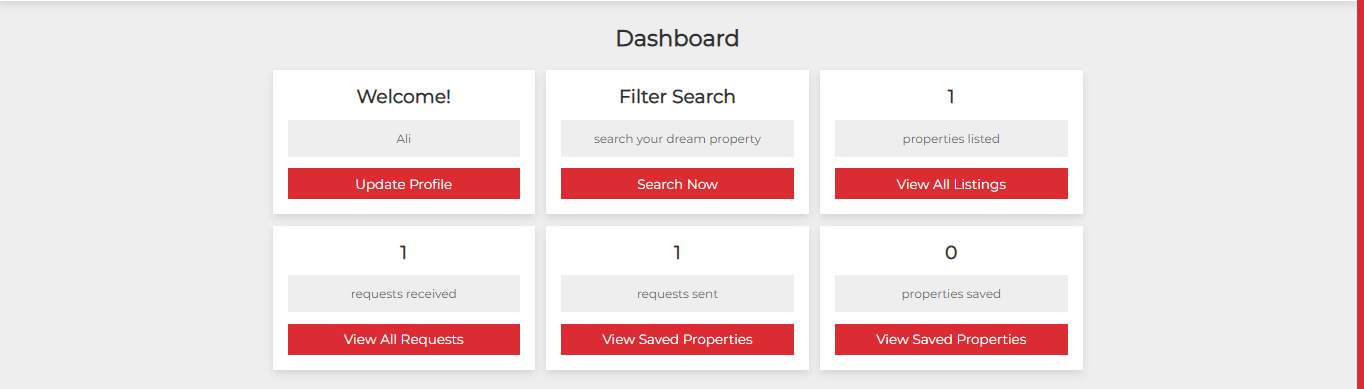 Dashboard
Welcome!
Ali
Update Profile
Filter Search
search your dream property
Search Now
1
properties listed
View All Listings
1
requests received
View All Requests
1
requests sent
View Saved Properties
0
properties saved
View Saved Properties